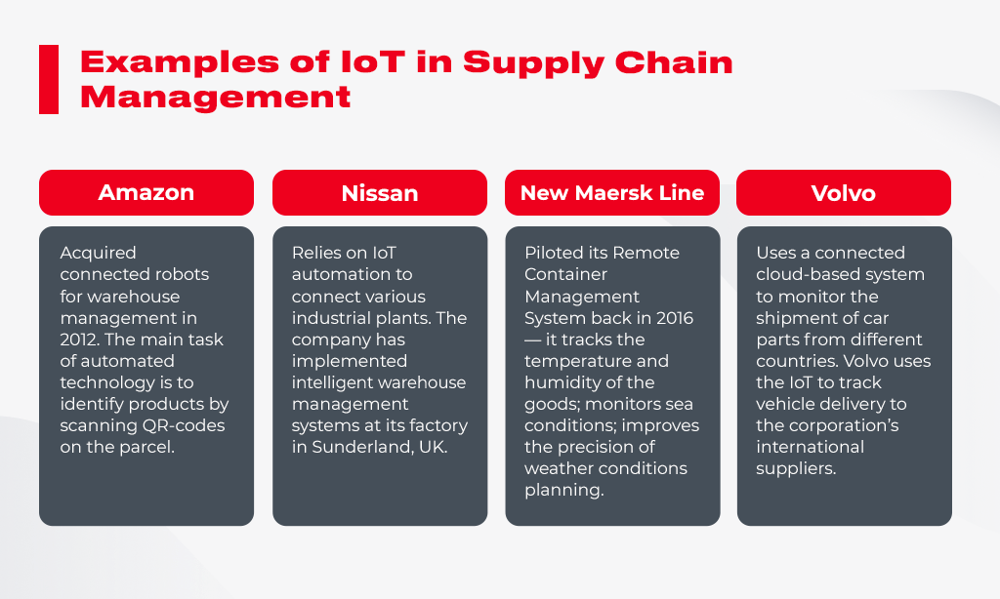 Examples of IoT in Supply Chain
Management
Amazon
Acquired
connected robots
for warehouse
management in
2012. The main task
of automated
technology is to
identify products by
scanning QR-codes
on the parcel.
Nissan
Relies on IoT
automation to
connect various
industrial plants. The
company has
implemented
intelligent warehouse
management
systems at its factory
in Sunderland, UK.
New Maersk Line
Piloted its Remote
Container
Management
System back in 2016
— it tracks the
temperature and
humidity of the
goods; monitors sea
conditions; improves
the precision of
weather conditions
planning.
Volvo
Uses a connected
cloud-based system
to monitor the
shipment of car
parts from different
countries. Volvo uses
the IoT to track
vehicle delivery to
the corporation’s
international
suppliers.